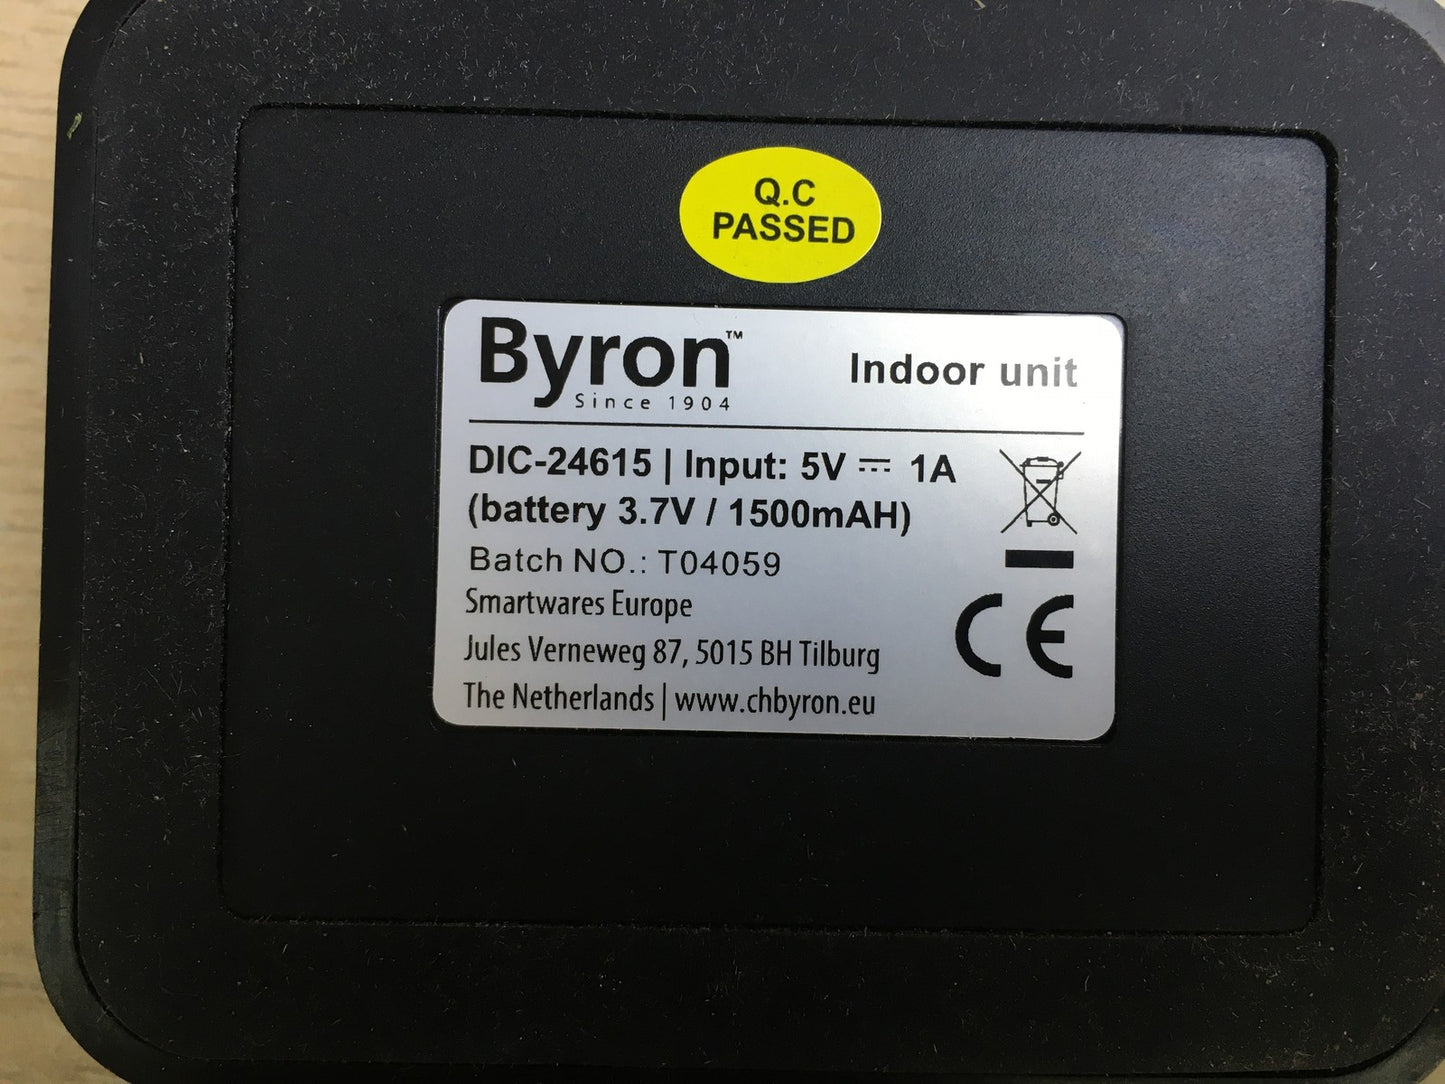 Q.C
PASSED
Byron™ Indoor unit
Since 1904
DIC-24615 | Input: 5V ⎓ 1A
(battery 3.7V / 1500mAH)
Batch NO.: T04059
Smartwares Europe
Jules Verneweg 87, 5015 BH Tilburg
The Netherlands | www.chbyron.eu
CE